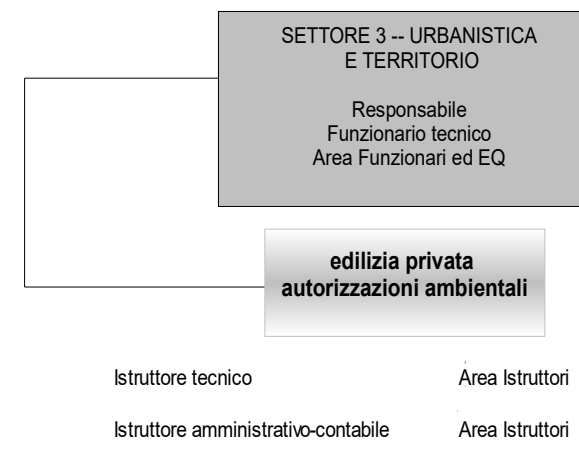 SETTORE 3 -- URBANISTICA
E TERRITORIO
Responsabile
Funzionario tecnico
Area Funzionari ed EQ
edilizia privata
autorizzazioni ambientali
Istruttore tecnico Area Istruttori
Istruttore amministrativo-contabile Area Istruttori